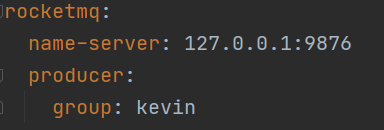 rocketmq:
  name-server: 127.0.0.1:9876
  producer:
    group: kevin